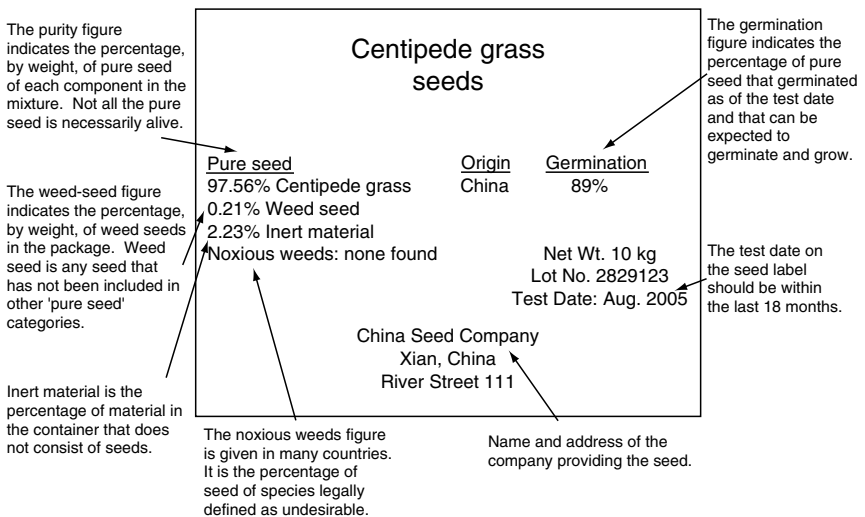 The purity figure
indicates the percentage,
by weight, of pure seed
of each component in the
mixture. Not all the pure
seed is necessarily alive.
The weed-seed figure
indicates the percentage,
by weight, of weed seeds
in the package. Weed
seed is any seed that
has not been included in
other 'pure seed'
categories.
Inert material is the
percentage of material in
the container that does
not consist of seeds.
Centipede grass
seeds
Pure seed Origin Germination
97.56% Centipede grass China 89%
0.21% Weed seed
2.23% Inert material
Noxious weeds: none found
Net Wt. 10 kg
Lot No. 2829123
Test Date: Aug. 2005
China Seed Company
Xian, China
River Street 111
The germination
figure indicates the
percentage of pure
seed that germinated
as of the test date
and that can be
expected to
germinate and grow.
The test date on
the seed label
should be within
the last 18 months.
The noxious weeds figure
is given in many countries.
It is the percentage of
seed of species legally
defined as undesirable.
Name and address of the
company providing the seed.